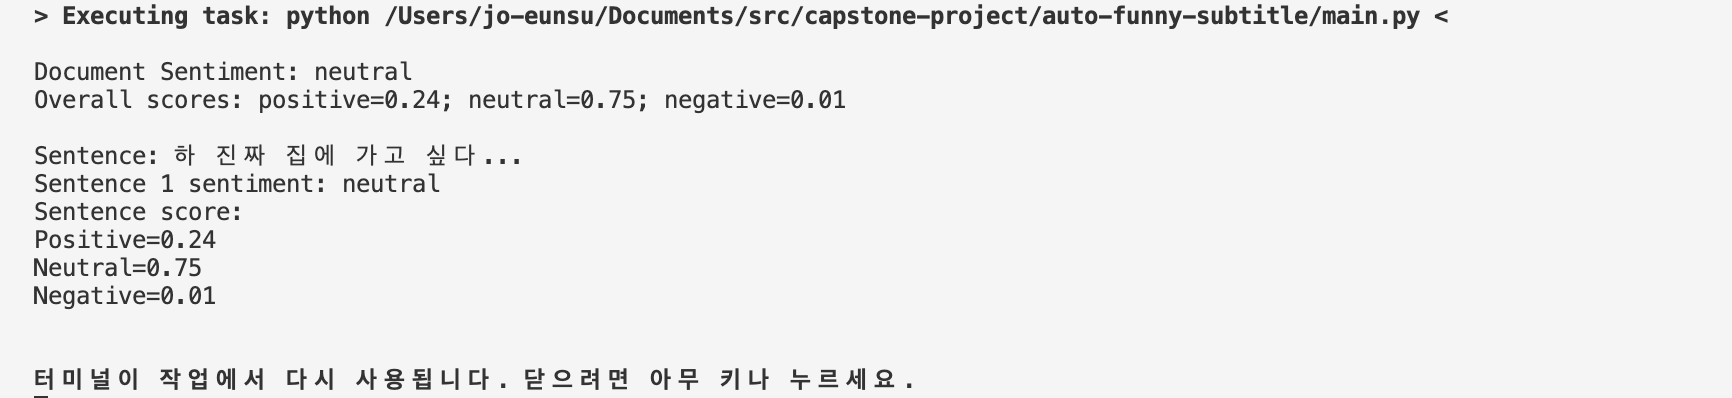 > Executing task: python /Users/jo-eunsu/Documents/src/capstone-project/auto-funny-subtitle/main.py <
Document Sentiment: neutral
Overall scores: positive=0.24; neutral=0.75; negative=0.01
Sentence: 하 진짜 집에 가고 싶다...
Sentence 1 sentiment: neutral
Sentence score:
Positive=0.24
Neutral=0.75
Negative=0.01
터미널이 작업에서 다시 사용됩니다. 닫으려면 아무 키나 누르세요.